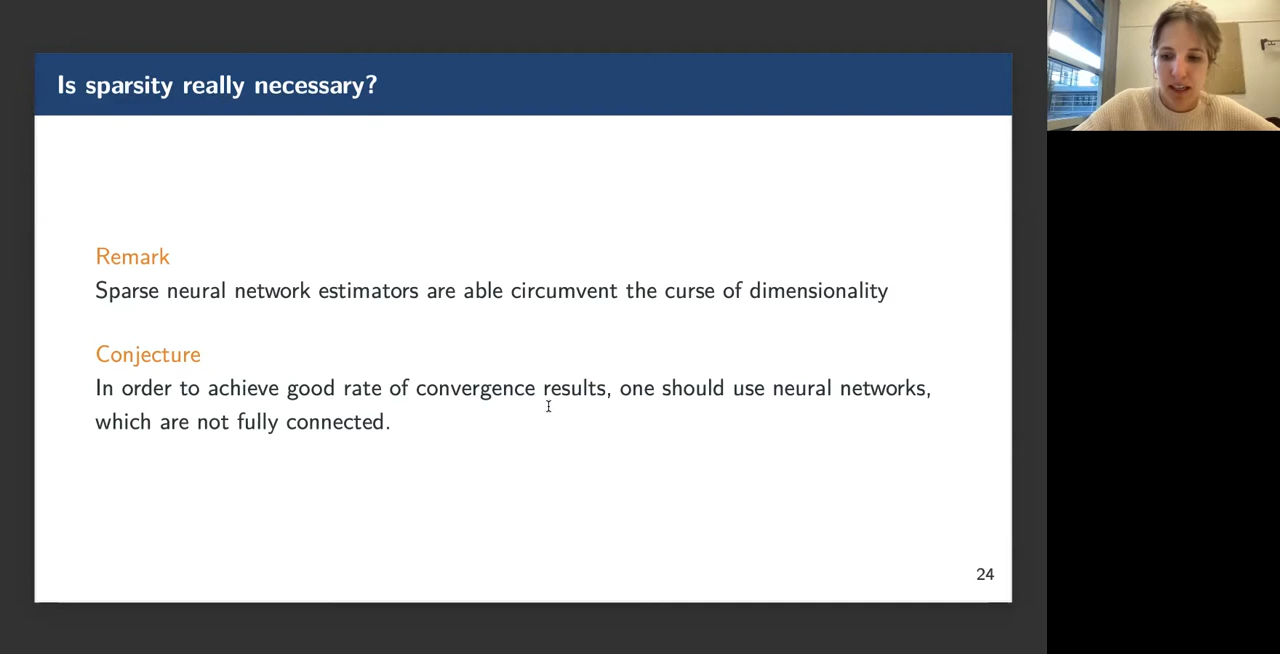 Is sparsity really necessary?
Remark
Sparse neural network estimators are able circumvent the curse of dimensionality
Conjecture
In order to achieve good rate of convergence results, one should use neural networks,
which are not fully connected.
24